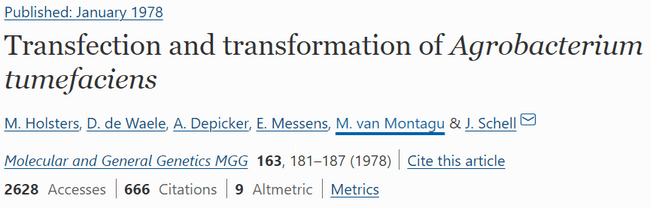 Published: January 1978
Transfection and transformation of Agrobacterium
tumefaciens
M. Holsters, D. de Waele, A. Depicker, E. Messens, M. van Montagu & J. Schell
Molecular and General Genetics MGG 163, 181–187 (1978) | Cite this article
2628 Accesses | 666 Citations | 9 Altmetric | Metrics